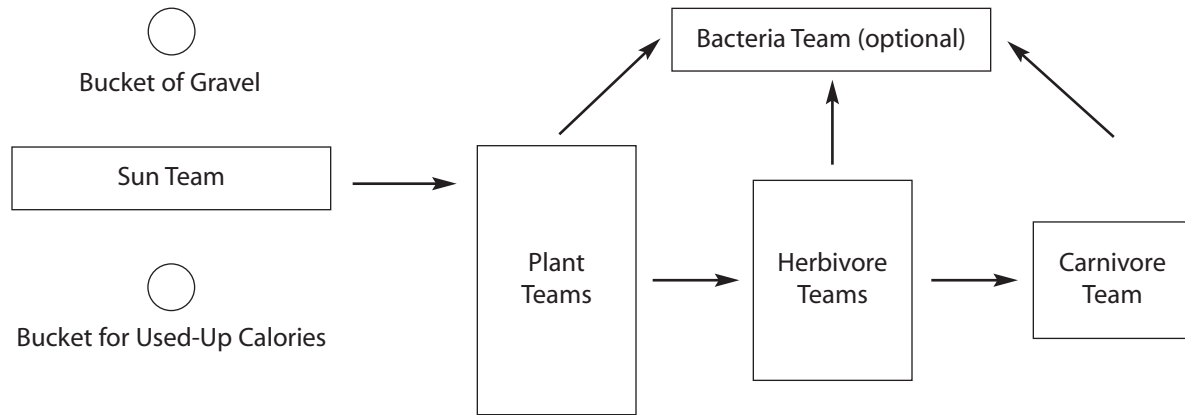 Bucket of Gravel
Bacteria Team (optional)
Sun Team
Plant
Teams
Herbivore
Teams
Carnivore
Team
Bucket for Used-Up Calories